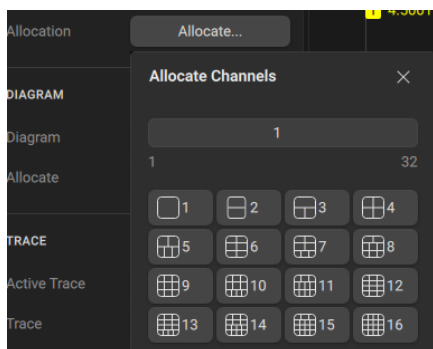 Allocation
Allocate...
Allocate Channels
DIAGRAM
1
Diagram
1
32
Allocate
1
2
3
4
TRACE
5
6
7
8
Active Trace
9
10
11
12
Trace
13
14
15
16